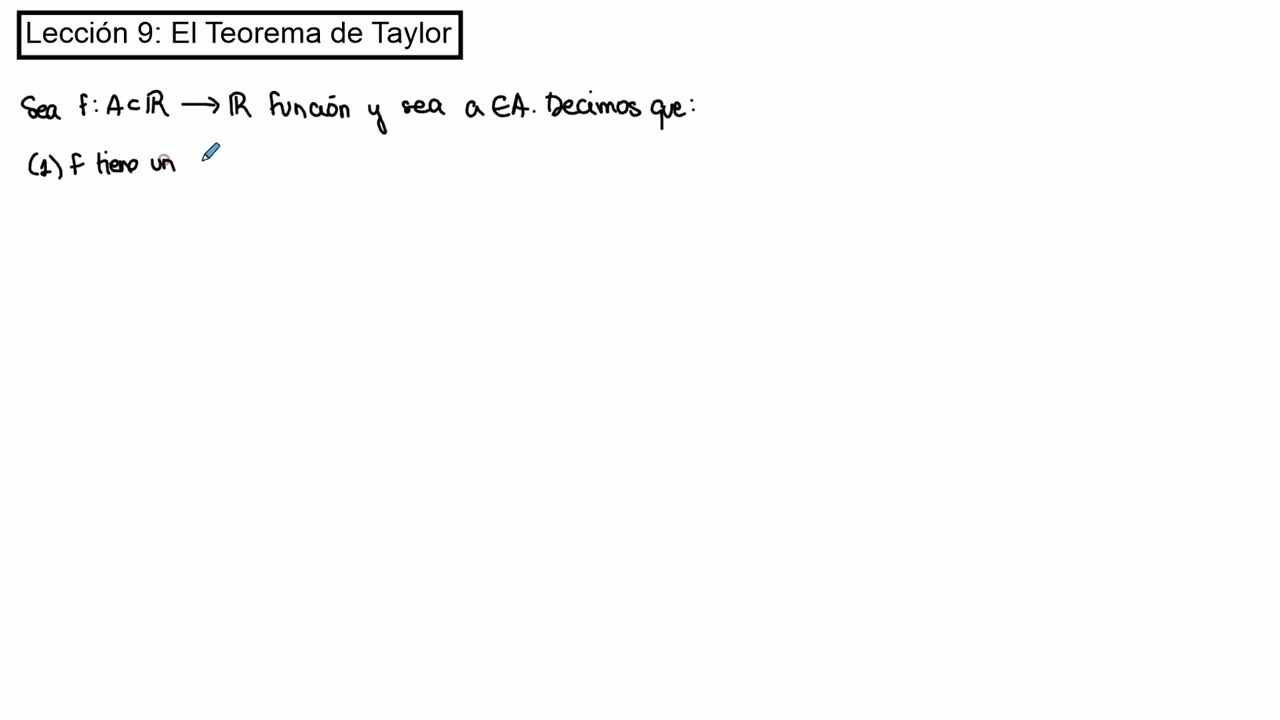 Lección 9: El Teorema de Taylor
Sea f: A⊂ℝ ⟶ ℝ función y sea a ∈A. Decimos que:
(1) f tiene un